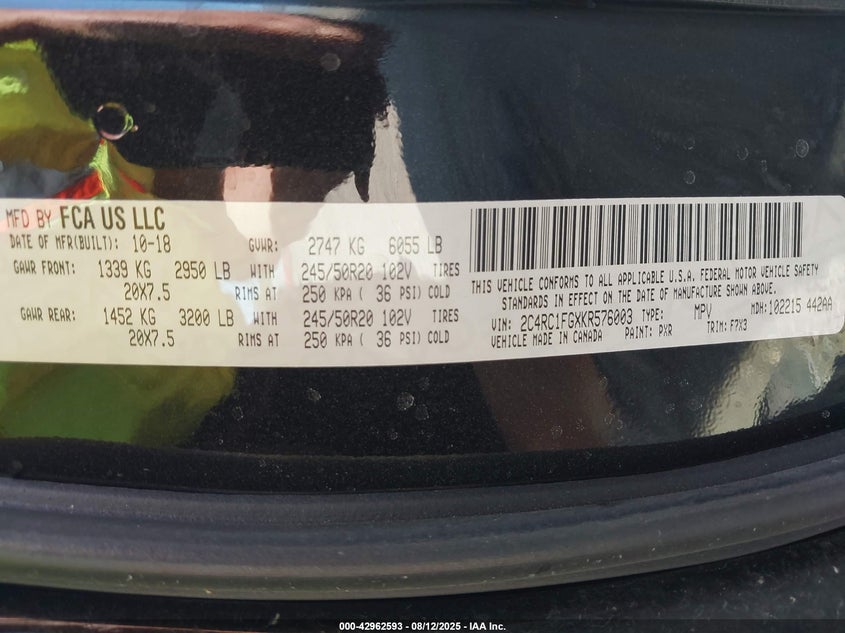 MFD BY FCA US LLC
DATE OF MFR(BUILT): 10-18 GVWR: 2747 KG 6055 LB
GAWR FRONT: 1339 KG 2950 LB WITH 245/50R20 102V TIRES
20X7.5 RIMS AT 250 KPA ( 36 PSI) COLD
GAWR REAR: 1452 KG 3200 LB WITH 245/50R20 102V TIRES
20X7.5 RIMS AT 250 KPA ( 36 PSI) COLD
THIS VEHICLE CONFORMS TO ALL APPLICABLE U.S.A. FEDERAL MOTOR VEHICLE SAFETY
STANDARDS IN EFFECT ON THE DATE OF MANUFACTURE SHOWN ABOVE.
VIN: 2C4RC1FGXKR576003 TYPE: MPV MDH:102215 442AA
VEHICLE MADE IN CANADA PAINT: PXR TRIM: F7X3
000-42962593 - 08/12/2025 - IAA Inc.